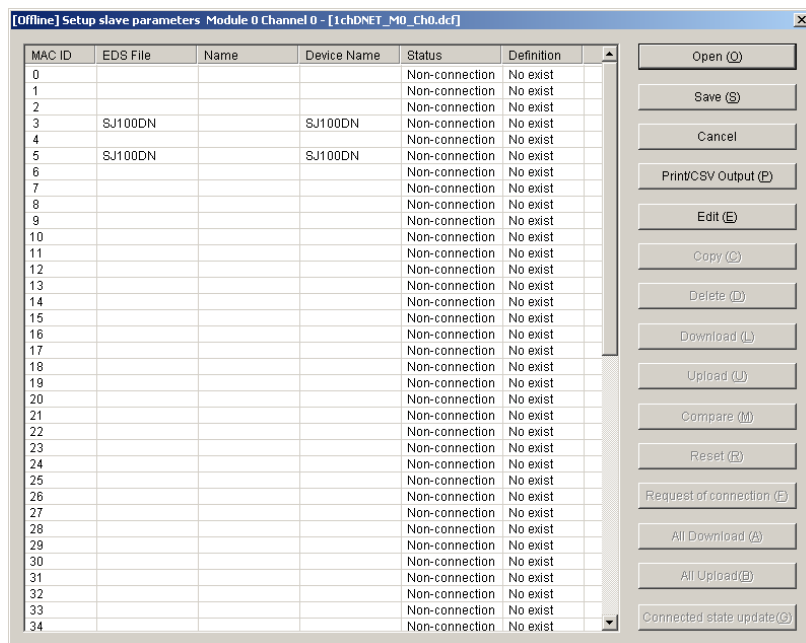 [Offline] Setup slave parameters Module 0 Channel 0 - [1chDNET_M0_Ch0.dcf]
MAC ID EDS File Name Device Name Status Definition
0 Non-connection No exist
1 Non-connection No exist
2 Non-connection No exist
3 SJ100DN SJ100DN Non-connection No exist
4 Non-connection No exist
5 SJ100DN SJ100DN Non-connection No exist
6 Non-connection No exist
7 Non-connection No exist
8 Non-connection No exist
9 Non-connection No exist
10 Non-connection No exist
11 Non-connection No exist
12 Non-connection No exist
13 Non-connection No exist
14 Non-connection No exist
15 Non-connection No exist
16 Non-connection No exist
17 Non-connection No exist
18 Non-connection No exist
19 Non-connection No exist
20 Non-connection No exist
21 Non-connection No exist
22 Non-connection No exist
23 Non-connection No exist
24 Non-connection No exist
25 Non-connection No exist
26 Non-connection No exist
27 Non-connection No exist
28 Non-connection No exist
29 Non-connection No exist
30 Non-connection No exist
31 Non-connection No exist
32 Non-connection No exist
33 Non-connection No exist
34 Non-connection No exist
Open (O)
Save (S)
Cancel
Print/CSV Output (P)
Edit (E)
Copy (C)
Delete (D)
Download (L)
Upload (U)
Compare (M)
Reset (R)
Request of connection (F)
All Download (A)
All Upload(B)
Connected state update(G)